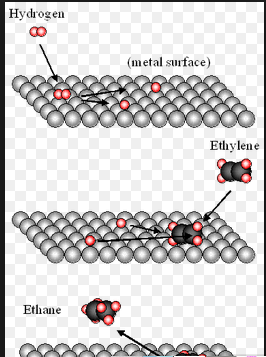 Hydrogen
(metal surface)
Ethylene
Ethane